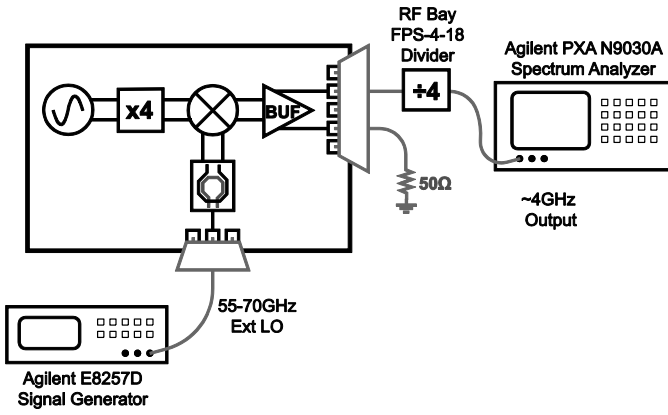 RF Bay
FPS-4-18
Divider
Agilent PXA N9030A
Spectrum Analyzer
x4
BUF
÷4
50Ω
~4GHz
Output
55-70GHz
Ext LO
Agilent E8257D
Signal Generator